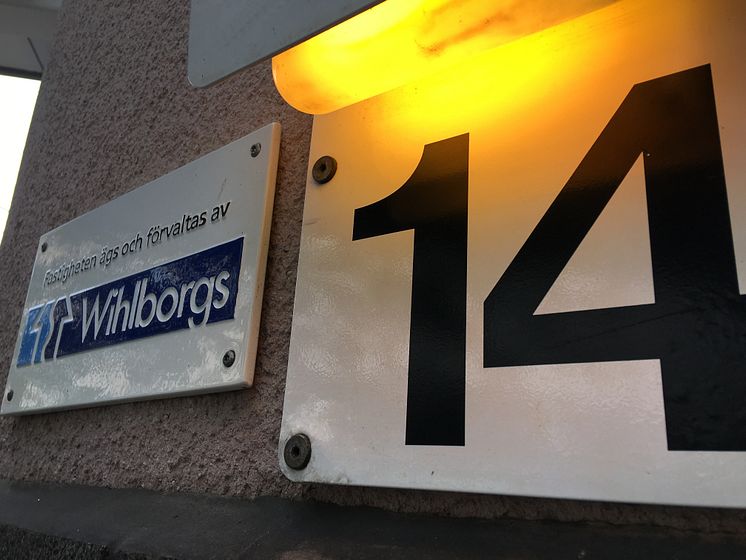 Fastigheten ägs och förvaltas av
Wihlborgs
14